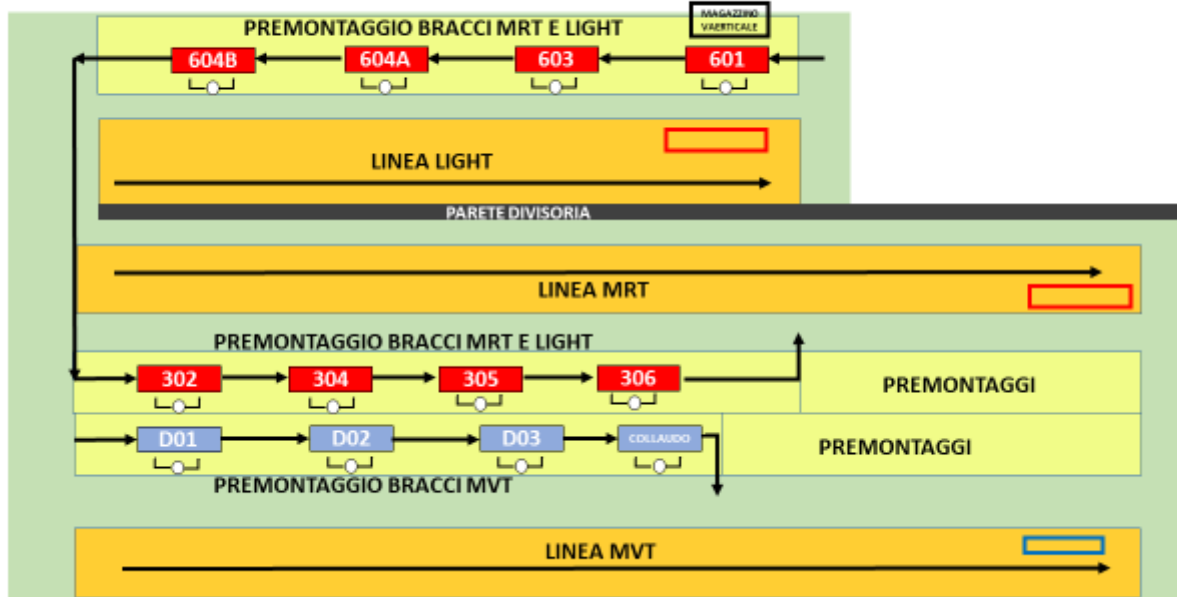 MAGAZZINO
VAERTICALE
PREMONTAGGIO BRACCI MRT E LIGHT
604B
604A
603
601
LINEA LIGHT
PARETE DIVISORIA
LINEA MRT
PREMONTAGGIO BRACCI MRT E LIGHT
302
304
305
306
PREMONTAGGI
D01
D02
D03
COLLAUDO
PREMONTAGGI
PREMONTAGGIO BRACCI MVT
LINEA MVT